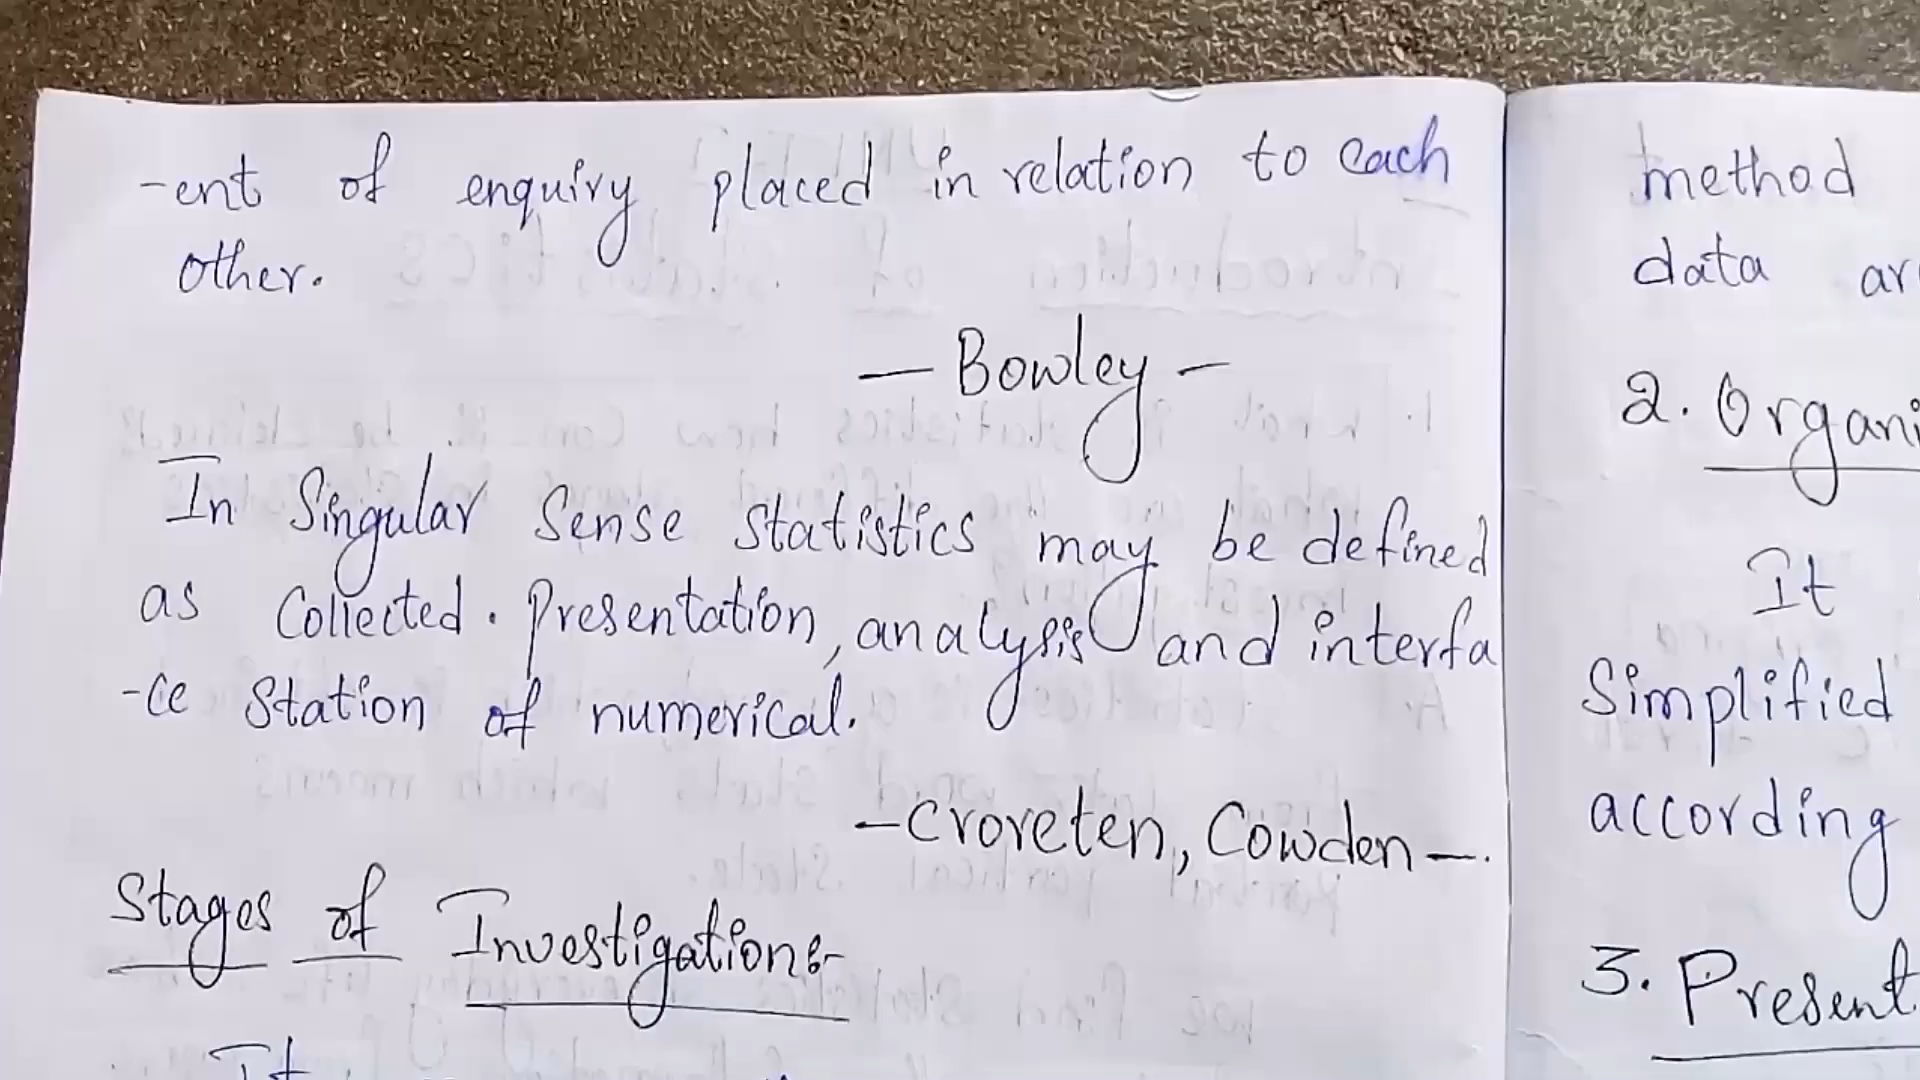 -ent of enquiry placed in relation to each
other.
- Bowley -
In Singular Sense Statistics may be defined
as Collected. Presentation, analysis and interfa
-ce Station of numerical.
- Croreten, Cowden -.
Stages of Investigation:-
It
method
data ar
2. Organi
It
Simplified
according
3. Present